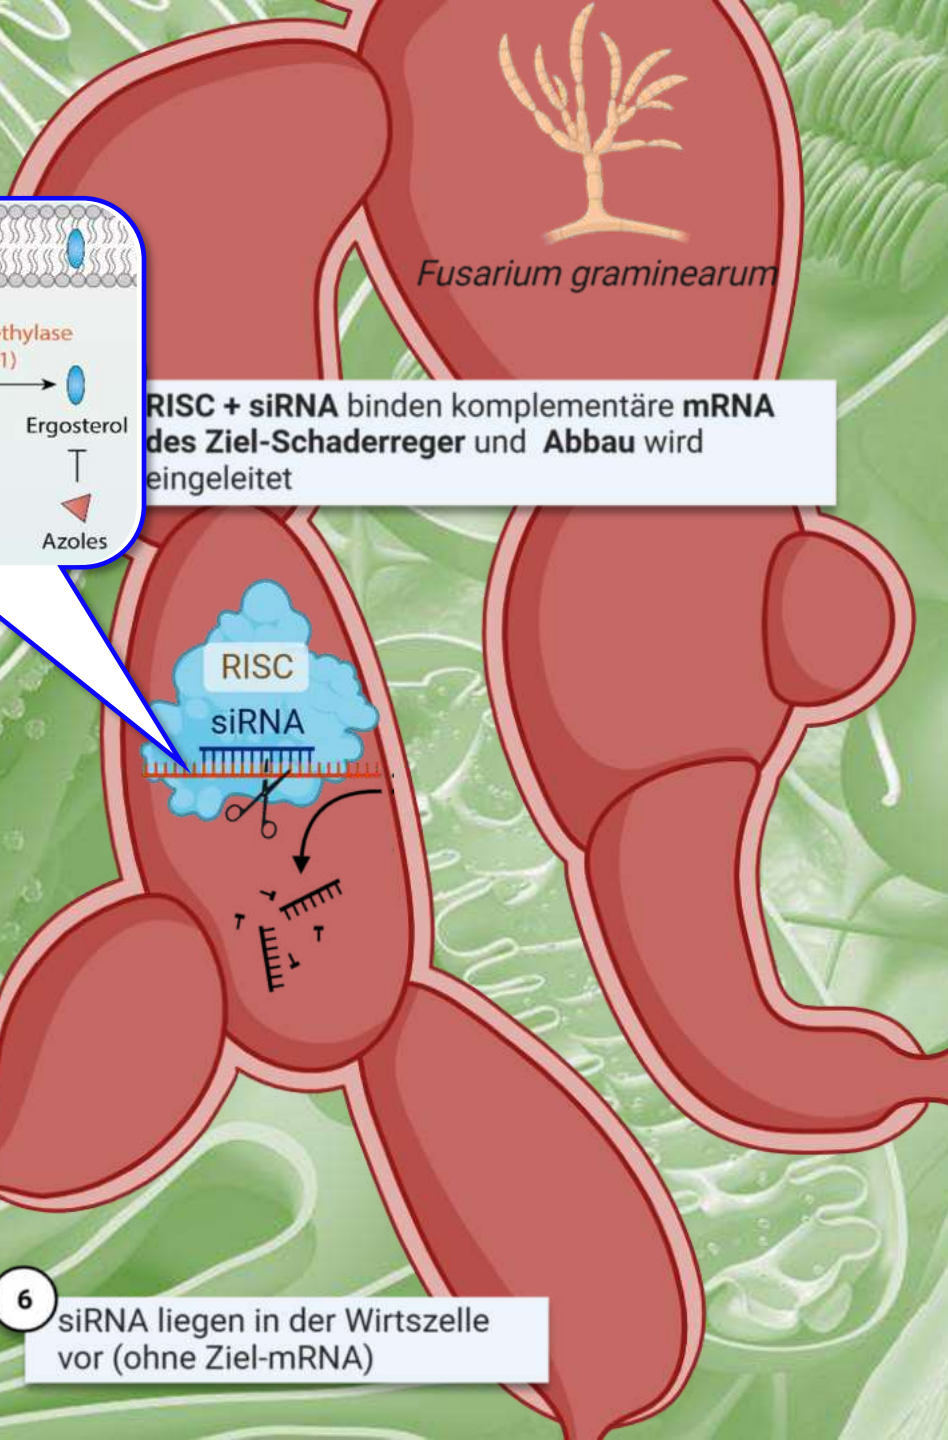 Fusarium graminearum
thylase
1)
Ergosterol
Azoles
RISC + siRNA binden komplementäre mRNA
des Ziel-Schaderreger und Abbau wird
eingeleitet
RISC
siRNA
6
siRNA liegen in der Wirtszelle
vor (ohne Ziel-mRNA)